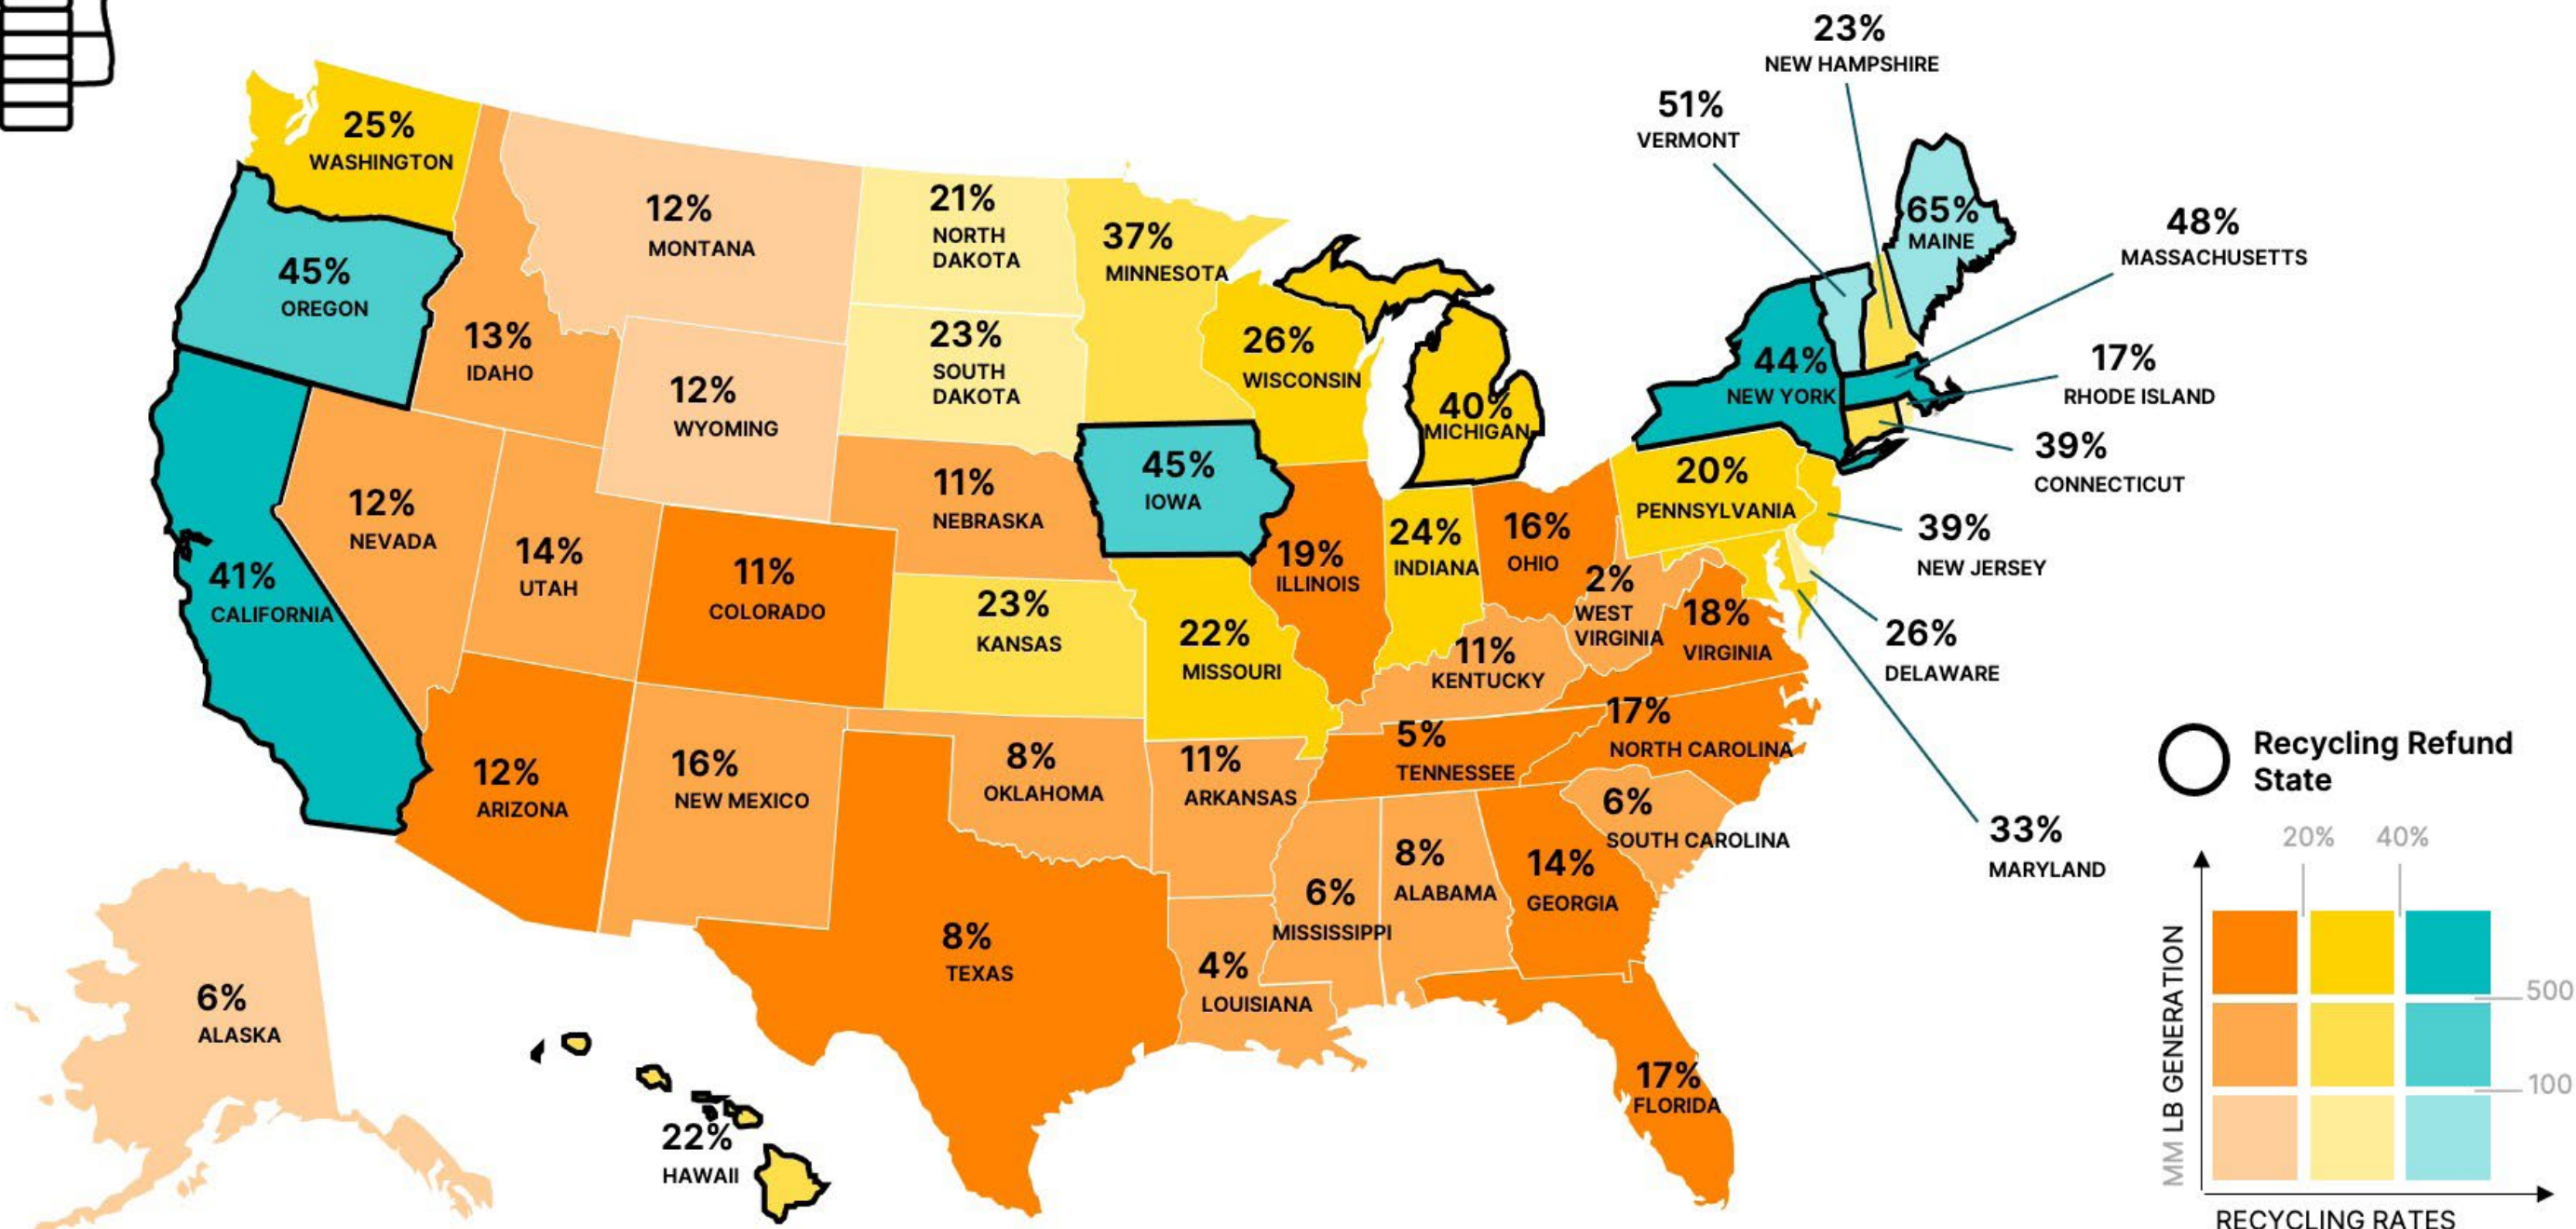 23%
NEW HAMPSHIRE
51%
VERMONT
25%
WASHINGTON
12%
MONTANA
21%
NORTH
DAKOTA
37%
MINNESOTA
65%
MAINE
48%
MASSACHUSETTS
45%
OREGON
13%
IDAHO
23%
SOUTH
DAKOTA
26%
WISCONSIN
40%
MICHIGAN
44%
NEW YORK
17%
RHODE ISLAND
12%
WYOMING
39%
CONNECTICUT
12%
NEVADA
14%
UTAH
11%
NEBRASKA
45%
IOWA
20%
PENNSYLVANIA
39%
NEW JERSEY
41%
CALIFORNIA
11%
COLORADO
23%
KANSAS
22%
MISSOURI
19%
ILLINOIS
24%
INDIANA
16%
OHIO
2%
WEST
VIRGINIA
18%
VIRGINIA
26%
DELAWARE
11%
KENTUCKY
12%
ARIZONA
16%
NEW MEXICO
8%
OKLAHOMA
11%
ARKANSAS
5%
TENNESSEE
17%
NORTH CAROLINA
6%
SOUTH CAROLINA
33%
MARYLAND
8%
TEXAS
4%
LOUISIANA
6%
MISSISSIPPI
8%
ALABAMA
14%
GEORGIA
6%
ALASKA
22%
HAWAII
17%
FLORIDA
Recycling Refund
State
20% 40%
500
100
MM LB GENERATION
RECYCLING RATES